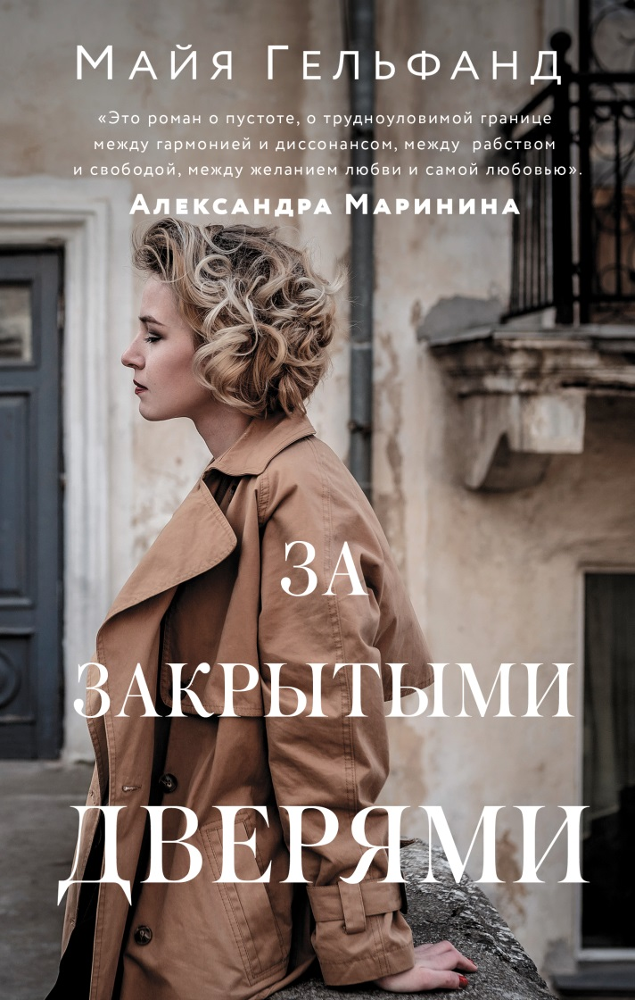 Майя Гельфанд
«Это роман о пустоте, о трудноуловимой границе
между гармонией и диссонансом, между рабством
и свободой, между желанием любви и самой любовью».
Александра Маринина
ЗА
ЗАКРЫТЫМИ
ДВЕРЯМИ